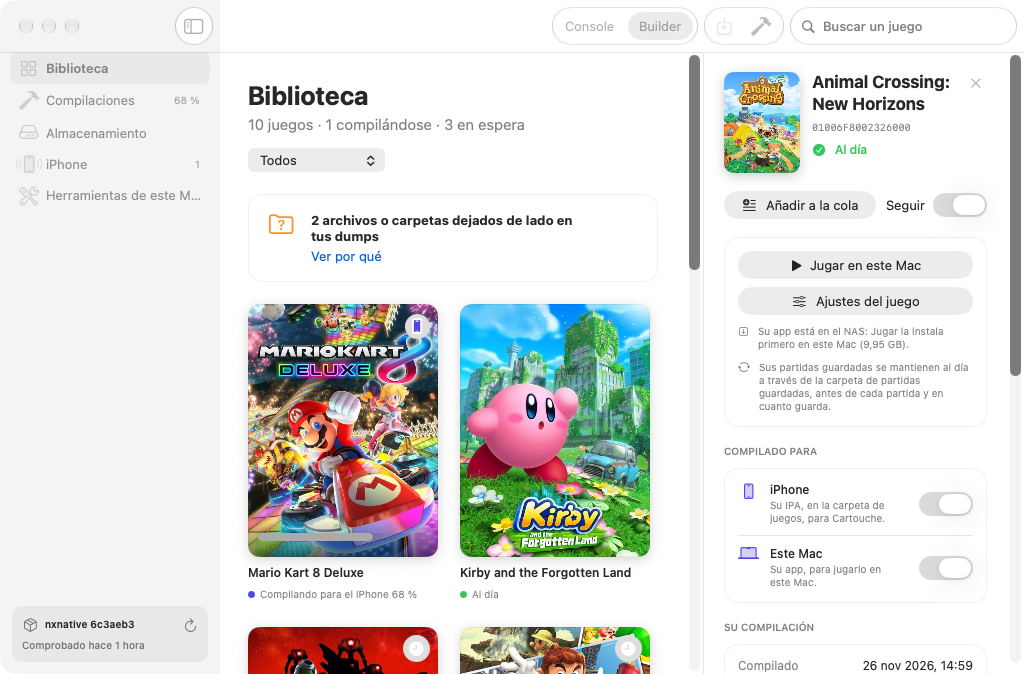 Console
Builder
Buscar un juego
Biblioteca
Compilaciones
68 %
Almacenamiento
iPhone
1
Herramientas de este M...
nxnative 6c3aeb3
Comprobado hace 1 hora
Biblioteca
10 juegos · 1 compilándose · 3 en espera
Todos
2 archivos o carpetas dejados de lado en
tus dumps
Ver por qué
MARIOKART 8
DELUXE
Kirby
and the
Forgotten Land
Mario Kart 8 Deluxe
Compilando para el iPhone 68 %
Kirby and the Forgotten Land
Al día
Animal Crossing
Animal Crossing:
New Horizons
01006F8002326000
Al día
Añadir a la cola
Seguir
Jugar en este Mac
Ajustes del juego
Su app está en el NAS: Jugar la instala
primero en este Mac (9,95 GB).
Sus partidas guardadas se mantienen al día
a través de la carpeta de partidas
guardadas, antes de cada partida y en
cuanto guarda.
COMPILADO PARA
iPhone
Su IPA, en la carpeta de
juegos, para Cartouche.
Este Mac
Su app, para jugarlo en
este Mac.
SU COMPILACIÓN
Compilado
26 nov 2026, 14:59